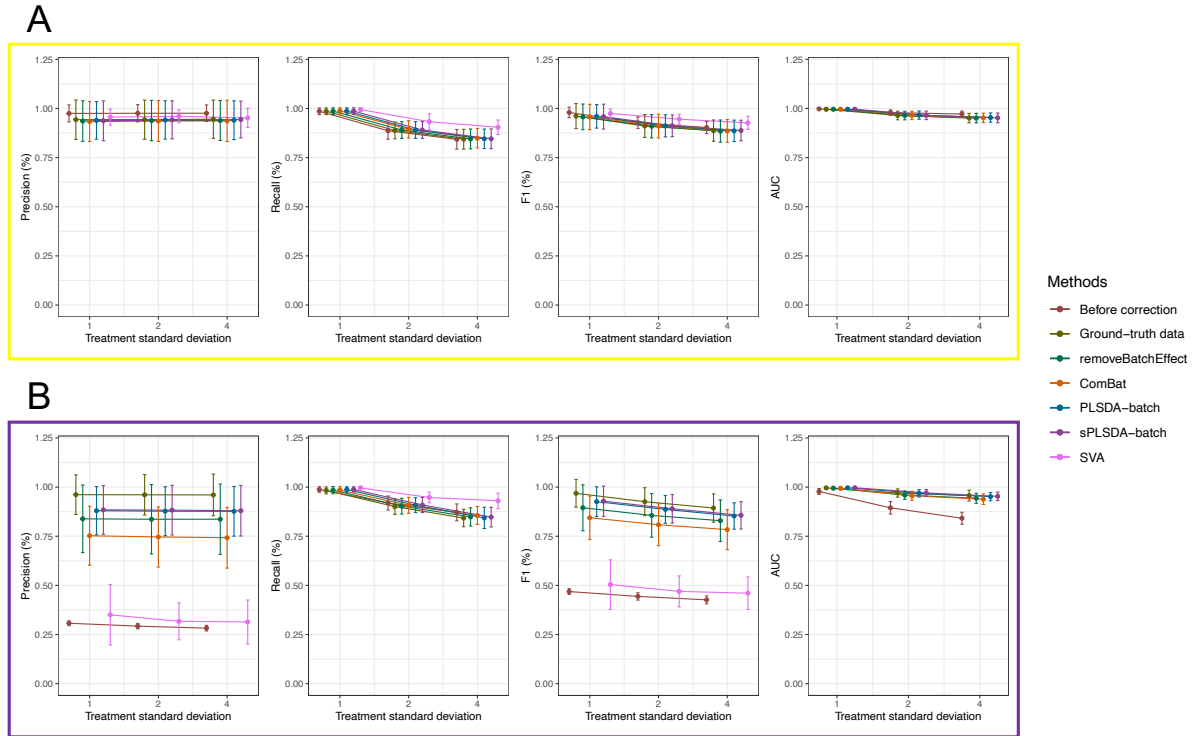 A
1.25
1.00
0.75
0.50
0.25
0.00
Precision (%)
1 2 4
Treatment standard deviation
1.25
1.00
0.75
0.50
0.25
0.00
Recall (%)
1 2 4
Treatment standard deviation
1.25
1.00
0.75
0.50
0.25
0.00
F1 (%)
1 2 4
Treatment standard deviation
1.25
1.00
0.75
0.50
0.25
0.00
AUC
1 2 4
Treatment standard deviation
B
1.25
1.00
0.75
0.50
0.25
0.00
Precision (%)
1 2 4
Treatment standard deviation
1.25
1.00
0.75
0.50
0.25
0.00
Recall (%)
1 2 4
Treatment standard deviation
1.25
1.00
0.75
0.50
0.25
0.00
F1 (%)
1 2 4
Treatment standard deviation
1.25
1.00
0.75
0.50
0.25
0.00
AUC
1 2 4
Treatment standard deviation
Methods
Before correction
Ground−truth data
removeBatchEffect
ComBat
PLSDA−batch
sPLSDA−batch
SVA